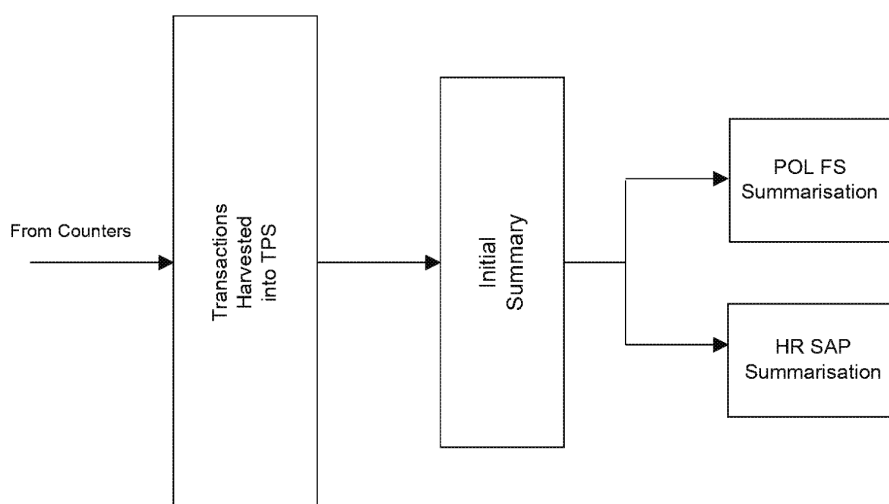 From Counters
Transactions
Harvested
into TPS
Initial
Summary
POL FS
Summarisation
HR SAP
Summarisation